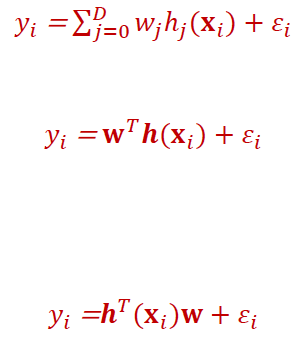 yᵢ =∑ⱼ₌₀ᴰ wⱼhⱼ(𝐱ᵢ) + εᵢ
yᵢ =𝐰ᵀ𝒉(𝐱ᵢ) + εᵢ
yᵢ =𝒉ᵀ(𝐱ᵢ)𝐰 + εᵢ